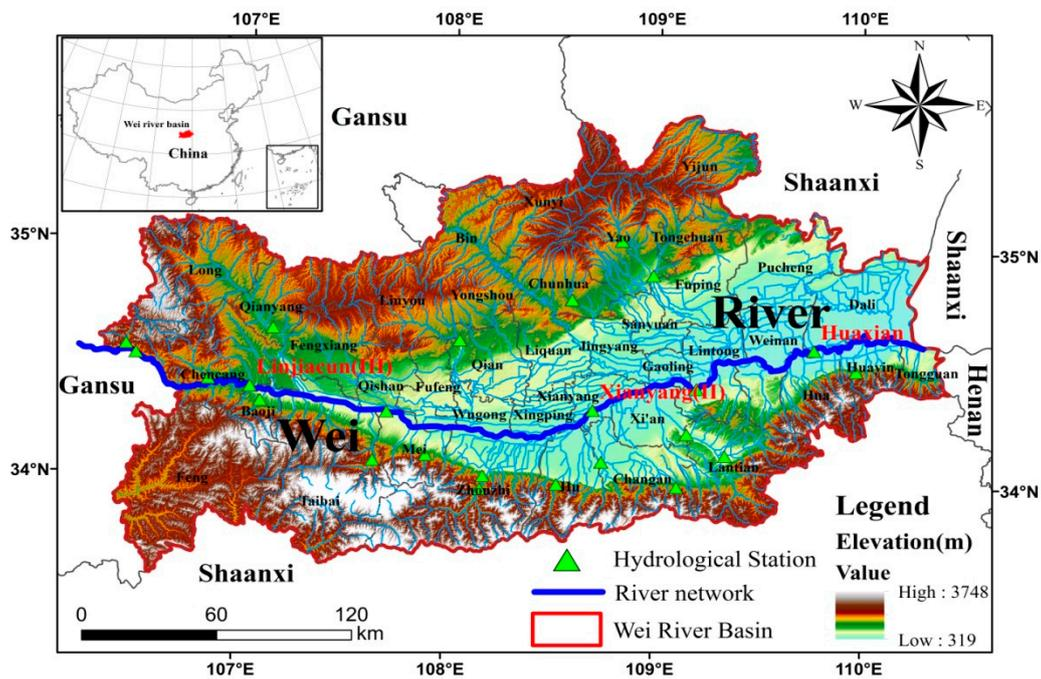 107°E 108°E 109°E 110°E
N
W E
S
Wei river basin
China
Gansu
Shaanxi
Shaanxi
Henan
Gansu
Shaanxi
35°N
34°N
35°N
34°N
Yijun
Xunyi
Bin
Yao
Tongchuan
Long
Chunhua
Pucheng
Qianyang
Linyou
Yongshou
Fuping
Dali
River
Sanyuan
Huaxian
Fengxiang
Liquan
Jingyang
Lintong
Weinan
Linjiacun(III)
Qian
Gaoling
Huayin
Tongguan
Chencang
Qishan
Fufeng
Xianyang
Xianyang(II)
Hua
Baoji
Wugong
Xingping
Xi'an
Wei
Mei
Lantian
Feng
Zhouzhi
Hu
Changan
Taibai
Legend
Elevation(m)
Value
High : 3748
Low : 319
Hydrological Station
River network
Wei River Basin
0 60 120
km
107°E 108°E 109°E 110°E